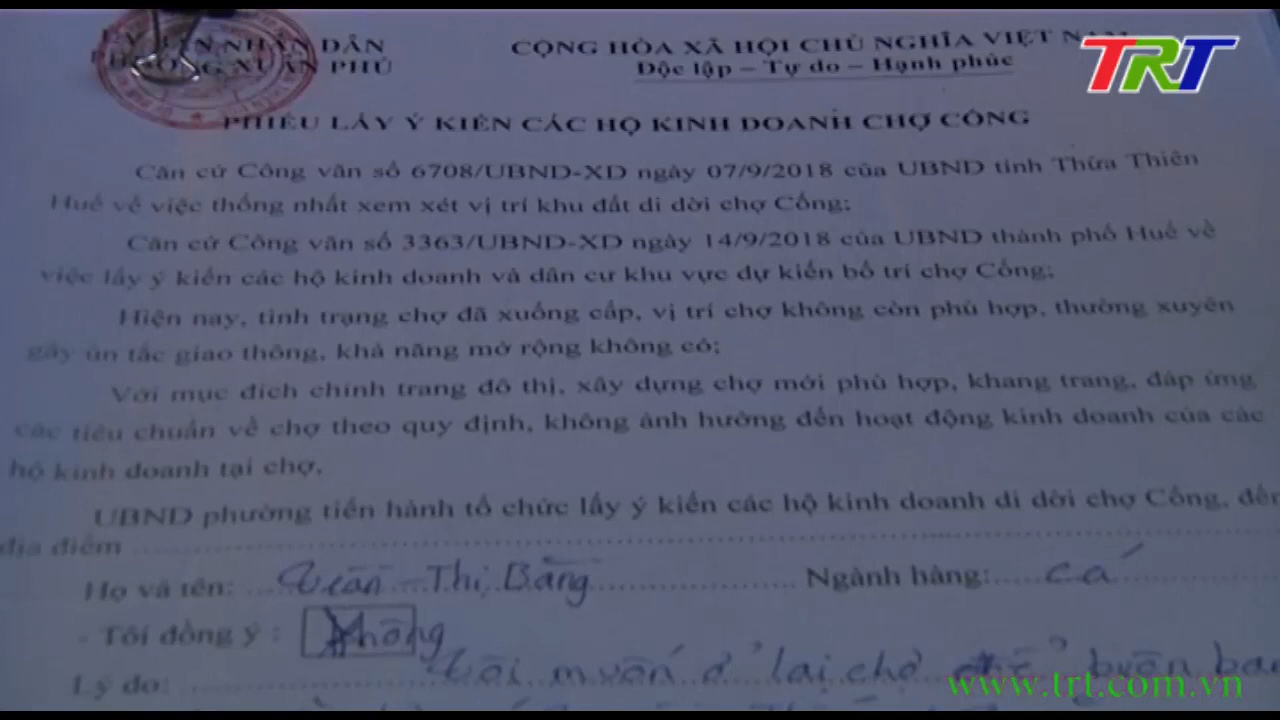 ỦY BAN NHÂN DÂN CỘNG HÒA XÃ HỘI CHỦ NGHĨA VIỆT NAM
PHƯỜNG XUÂN PHÚ Độc lập – Tự do – Hạnh phúc
TRT
PHIẾU LẤY Ý KIẾN CÁC HỘ KINH DOANH CHỢ CỐNG
Căn cứ Công văn số 6708/UBND-XD ngày 07/9/2018 của UBND tỉnh Thừa Thiên
Huế về việc thống nhất xem xét vị trí khu đất di dời chợ Cống;
Căn cứ Công văn số 3363/UBND-XD ngày 14/9/2018 của UBND thành phố Huế về
việc lấy ý kiến các hộ kinh doanh và dân cư khu vực dự kiến bố trí chợ Cống;
Hiện nay, tình trạng chợ đã xuống cấp, vị trí chợ không còn phù hợp, thường xuyên
gây ùn tắc giao thông, khả năng mở rộng không có;
Với mục đích chỉnh trang đô thị, xây dựng chợ mới phù hợp, khang trang, đáp ứng
các tiêu chuẩn về chợ theo quy định, không ảnh hưởng đến hoạt động kinh doanh của các
hộ kinh doanh tại chợ.
UBND phường tiến hành tổ chức lấy ý kiến các hộ kinh doanh di dời chợ Cống, đến
địa điểm
Họ và tên: Trần Thị Bằng Ngành hàng: cá
- Tôi đồng ý : Không
Lý do: Tôi muốn ở lại chợ để buôn bán
www.trt.com.vn